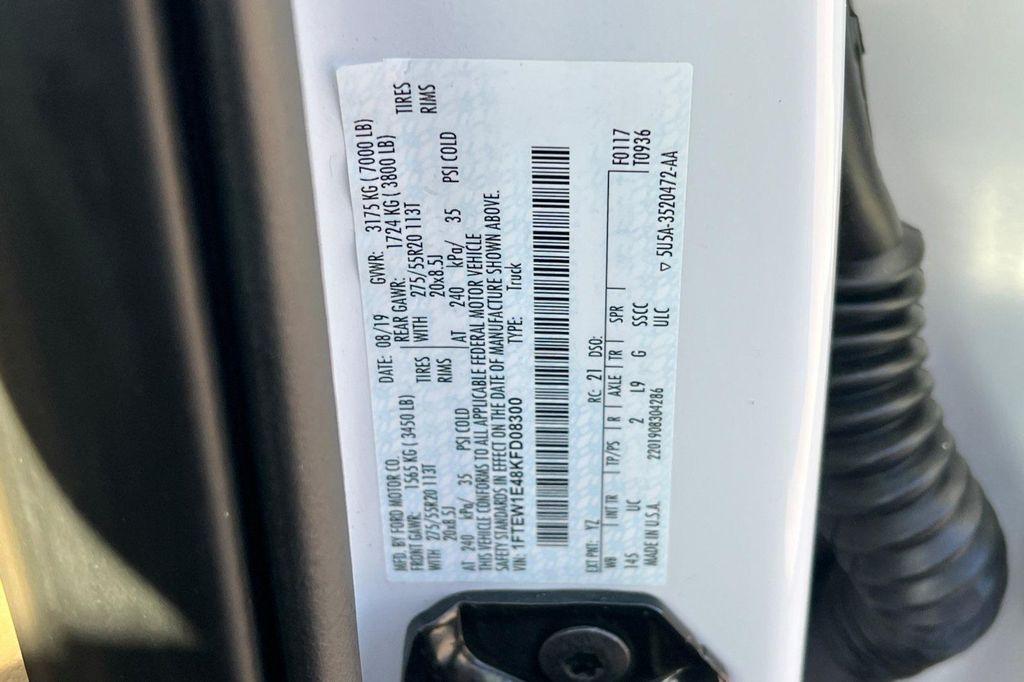 MFD. BY FORD MOTOR CO.
DATE: 08/19 GVWR: 3175 KG ( 7000 LB)
FRONT GAWR: 1565 KG ( 3450 LB) REAR GAWR: 1724 KG ( 3800 LB)
WITH 275/55R20 113T TIRES WITH 275/55R20 113T TIRES
20x8.5J RIMS 20x8.5J RIMS
AT 240 kPa/ 35 PSI COLD AT 240 kPa/ 35 PSI COLD
THIS VEHICLE CONFORMS TO ALL APPLICABLE FEDERAL MOTOR VEHICLE
SAFETY STANDARDS IN EFFECT ON THE DATE OF MANUFACTURE SHOWN ABOVE.
VIN: 1FTEW1E48KFD08300 TYPE: Truck
EXT PNT: YZ RC: 21 DSO:
WB INT TR TP/PS R AXLE TR SPR F0117
145 UC 2 L9 G SSCC T0936
MADE IN U.S.A. 2201908304286 ULC ▽ 5U5A-3520472-AA